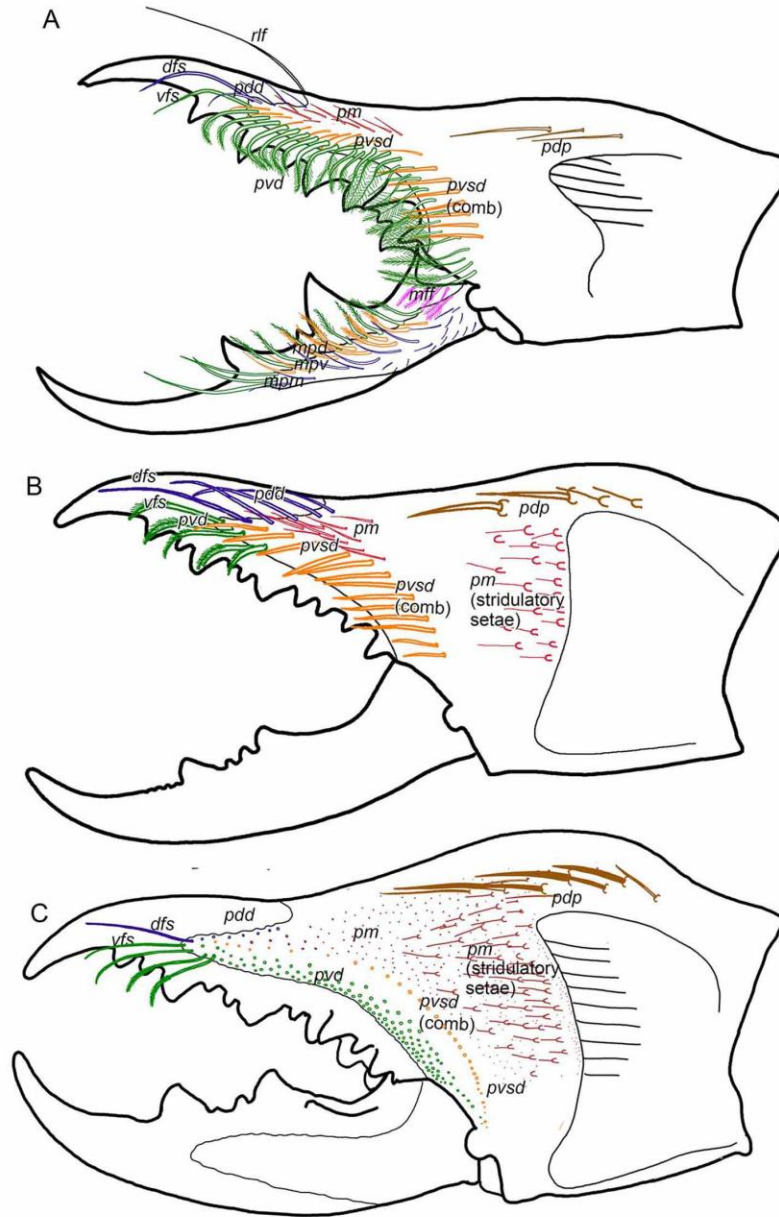 A
rlf
dfs
pdd
vfs
pm
pvsd
pdp
pvd
pvsd
(comb)
mff
mpd
mpv
mpm
B
dfs
pdd
vfs
pvd
pm
pdp
pvsd
pvsd
(comb)
pm
(stridulatory
setae)
C
dfs
pdd
vfs
pdp
pm
pm
(stridulatory
setae)
pvd
pvsd
(comb)
pvsd